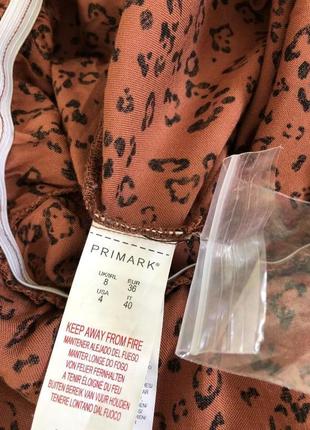 PRIMARK®
UK/IRL EUR
8 36
USA IT
4 40
KEEP AWAY FROM FIRE
MANTENER ALEJADO DEL FUEGO
MANTER LONGE DO FOGO
VON FEUER FERNHALTEN
A TENIR ELOIGINE DU FEU
BUITEN BEREIK VAN VUUR HOUDEN
TENERE LONTANO DAL FUOCO